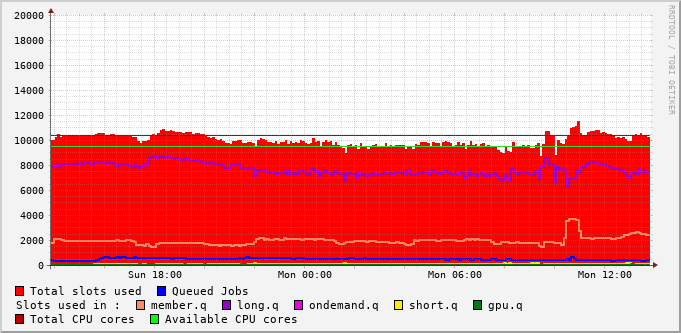 RRDTOOL / TOBI OETIKER
20000
18000
16000
14000
12000
10000
8000
6000
4000
2000
0
Sun 18:00 Mon 00:00 Mon 06:00 Mon 12:00
Total slots used Queued Jobs
Slots used in : member.q long.q ondemand.q short.q gpu.q
Total CPU cores Available CPU cores